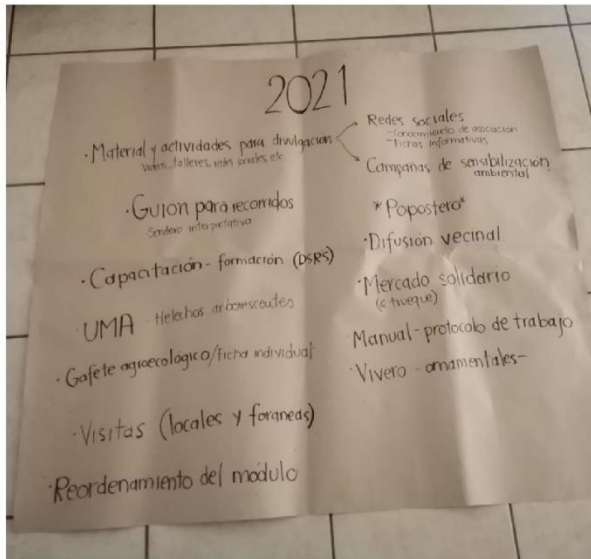 2021
·Material y actividades para divulgación
videos, talleres, redes sociales, etc
Redes sociales
-Conocimiento de asociación
-Fichas informativas
Campañas de sensibilización
ambiental
·Guion para recorridos
Sendero interpretativo
·Capacitación-formación (DSRS)
UMA Helechos arborescentes
·Gafete agroecológico/Ficha individual
·Visitas (locales y foraneas)
·Reordenamiento del módulo
*Popostero*
·Difusión vecinal
·Mercado solidario
(c trueque)
Manual-protocolo de trabajo
·Vivero -ornamentales-